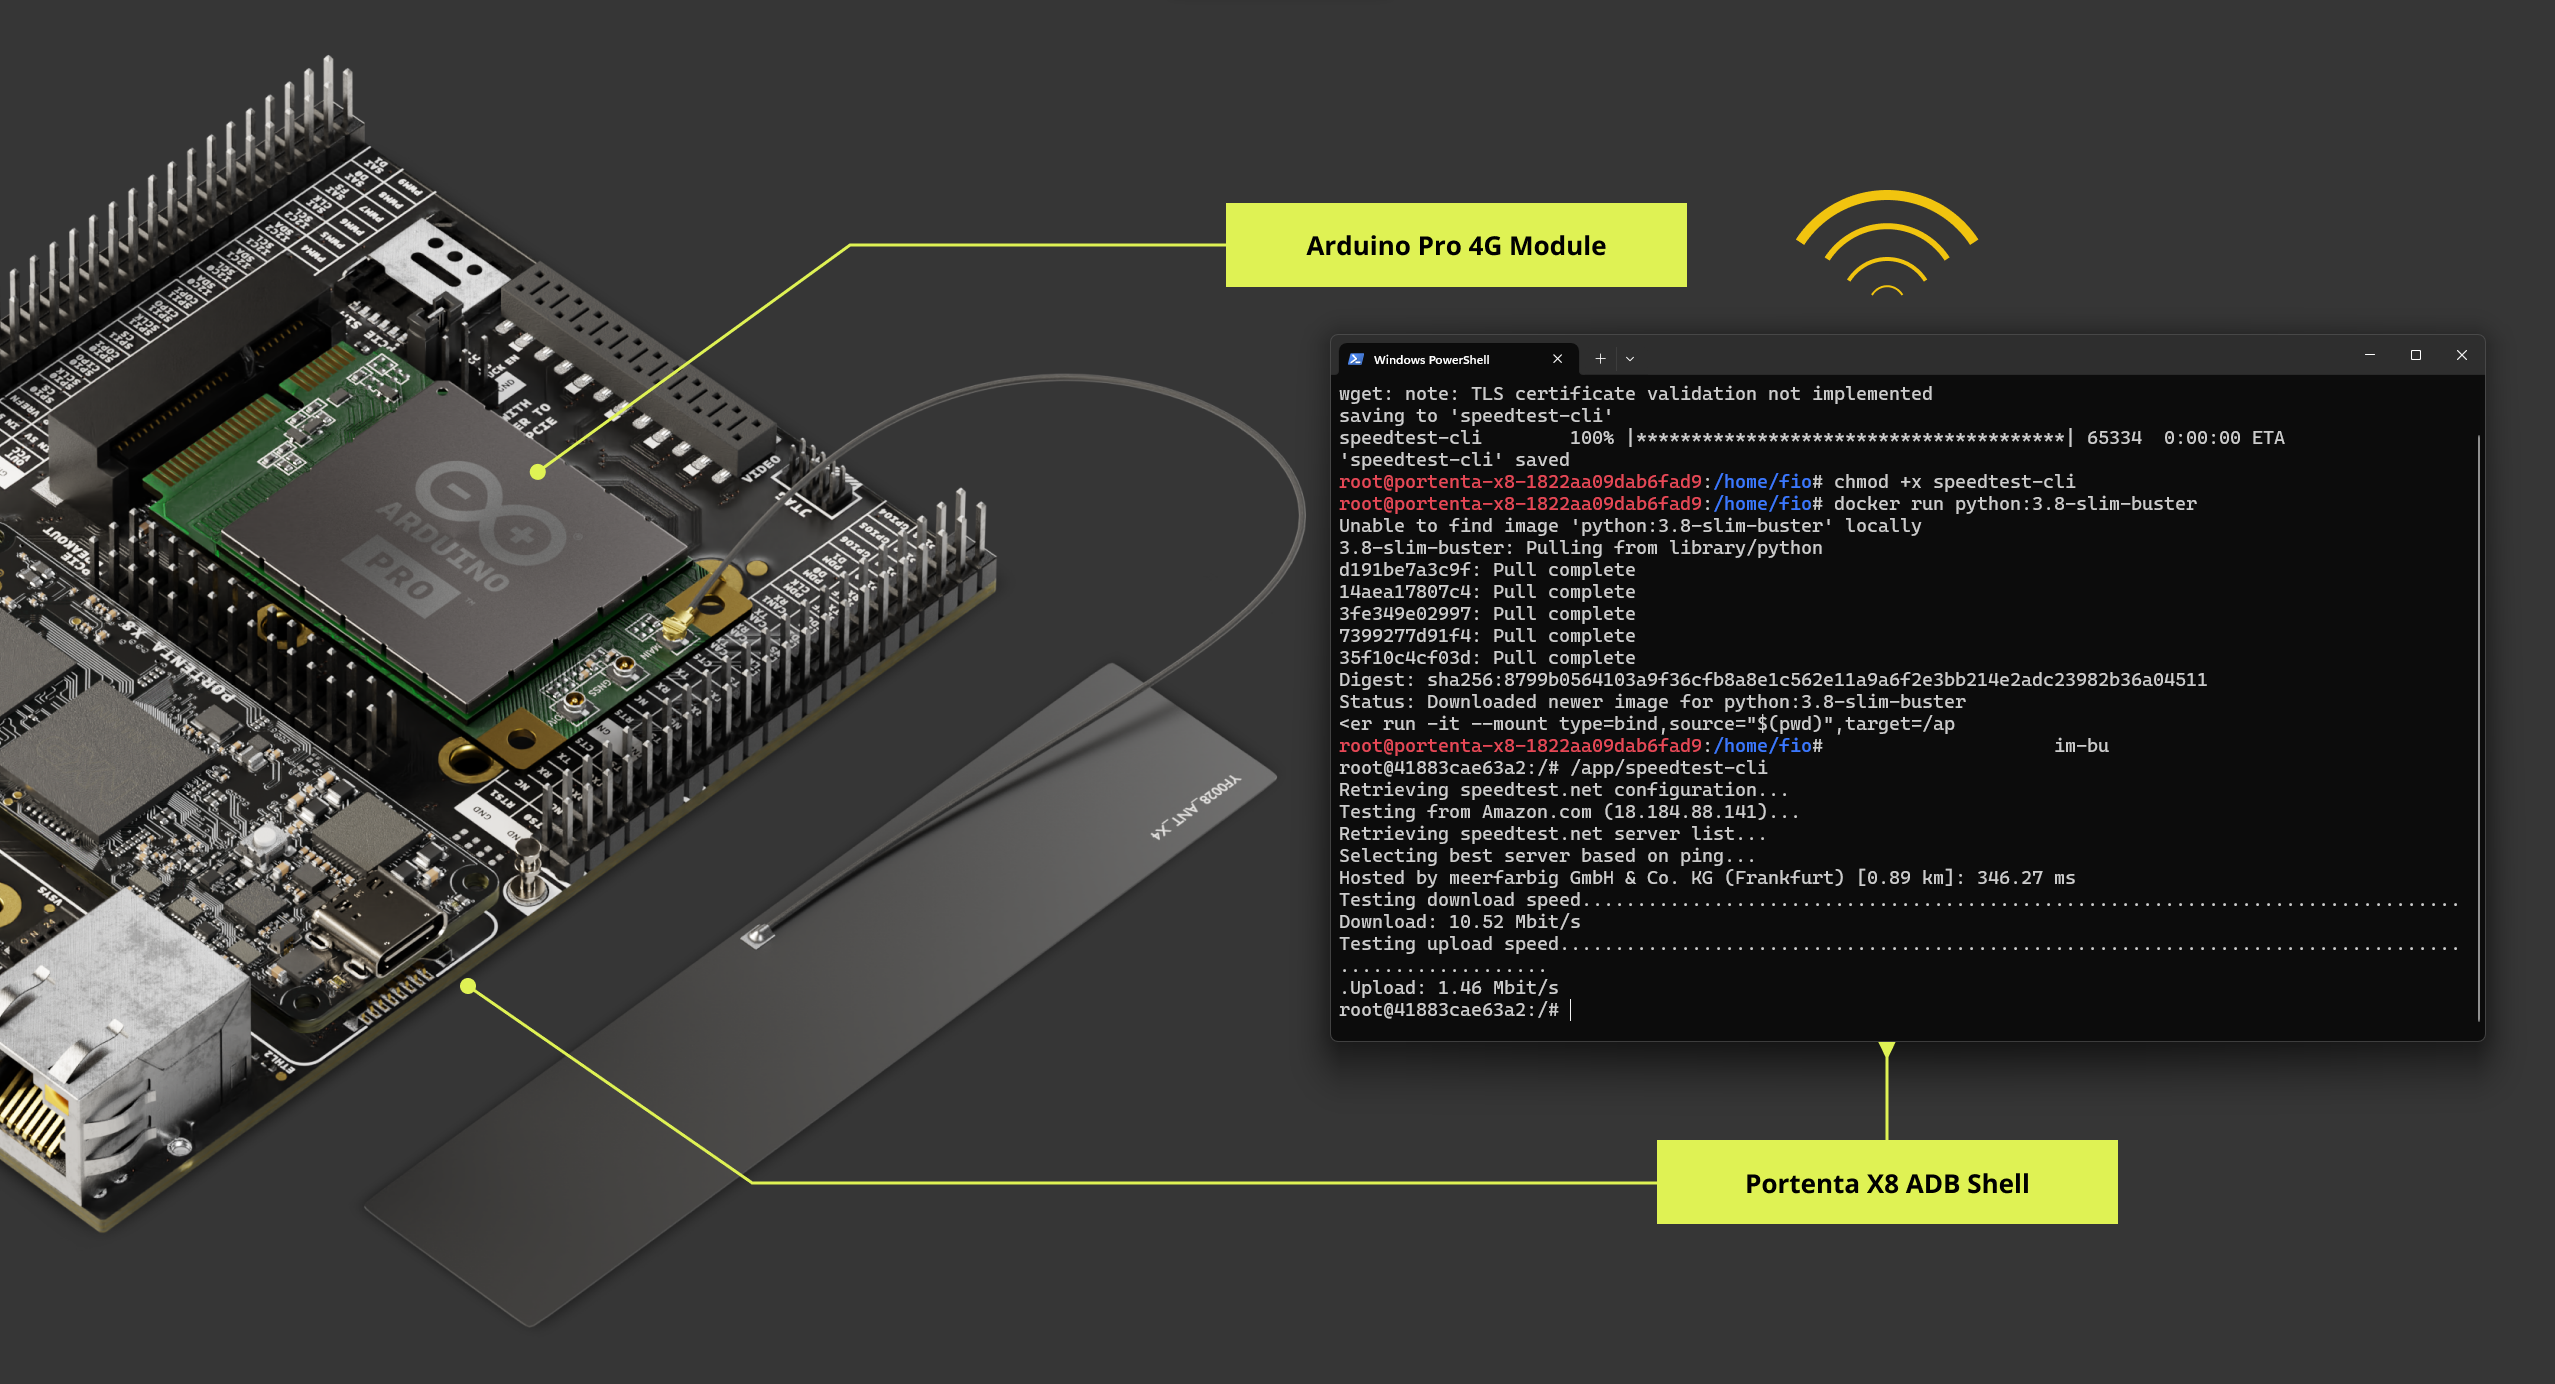 Arduino Pro 4G Module
Windows PowerShell
wget: note: TLS certificate validation not implemented
saving to 'speedtest-cli'
speedtest-cli        100% |***************************************| 65334  0:00:00 ETA
'speedtest-cli' saved
root@portenta-x8-1822aa09dab6fad9:/home/fio# chmod +x speedtest-cli
root@portenta-x8-1822aa09dab6fad9:/home/fio# docker run python:3.8-slim-buster
Unable to find image 'python:3.8-slim-buster' locally
3.8-slim-buster: Pulling from library/python
d191be7a3c9f: Pull complete
14aea17807c4: Pull complete
3fe349e02997: Pull complete
7399277d91f4: Pull complete
35f10c4cf03d: Pull complete
Digest: sha256:8799b0564103a9f36cfb8a8e1c562e11a9a6f2e3bb214e2adc23982b36a04511
Status: Downloaded newer image for python:3.8-slim-buster
<er run -it --mount type=bind,source="$(pwd)",target=/ap
root@portenta-x8-1822aa09dab6fad9:/home/fio#                     im-bu
root@41883cae63a2:/# /app/speedtest-cli
Retrieving speedtest.net configuration...
Testing from Amazon.com (18.184.88.141)...
Retrieving speedtest.net server list...
Selecting best server based on ping...
Hosted by meerfarbig GmbH & Co. KG (Frankfurt) [0.89 km]: 346.27 ms
Testing download speed................................................................................
Download: 10.52 Mbit/s
Testing upload speed..................................................................................
...................
.Upload: 1.46 Mbit/s
root@41883cae63a2:/#
Portenta X8 ADB Shell
ARDUINO
PRO
PORTENTA X8
VIDEO
JTAG
MAIN
GNSS
YF0028_ANT_X4
ETHL2